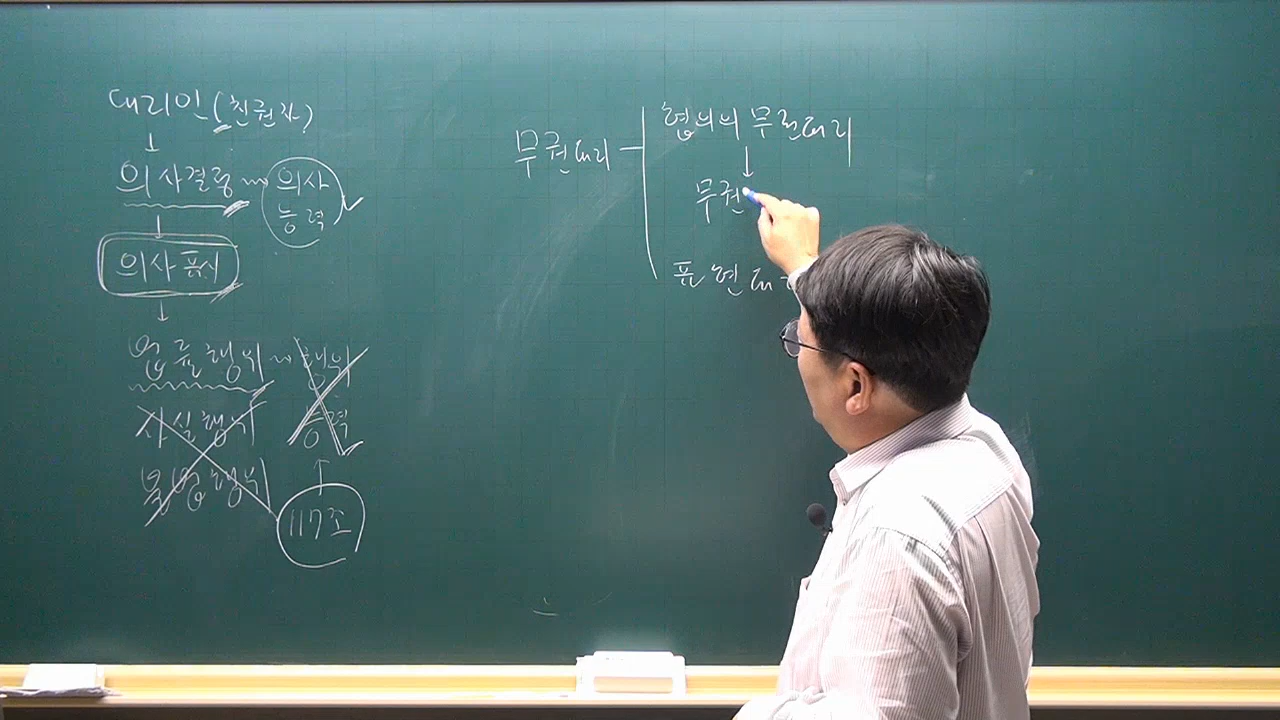 대리인(친권자)
↓
의사결정 ~ 의사능력 ✓
↓
의사표시
↓
법률행위 ~ 행위능력
사실행위
불법행위
↑
117조
무권대리
협의의 무권대리
↓
무권
표현대